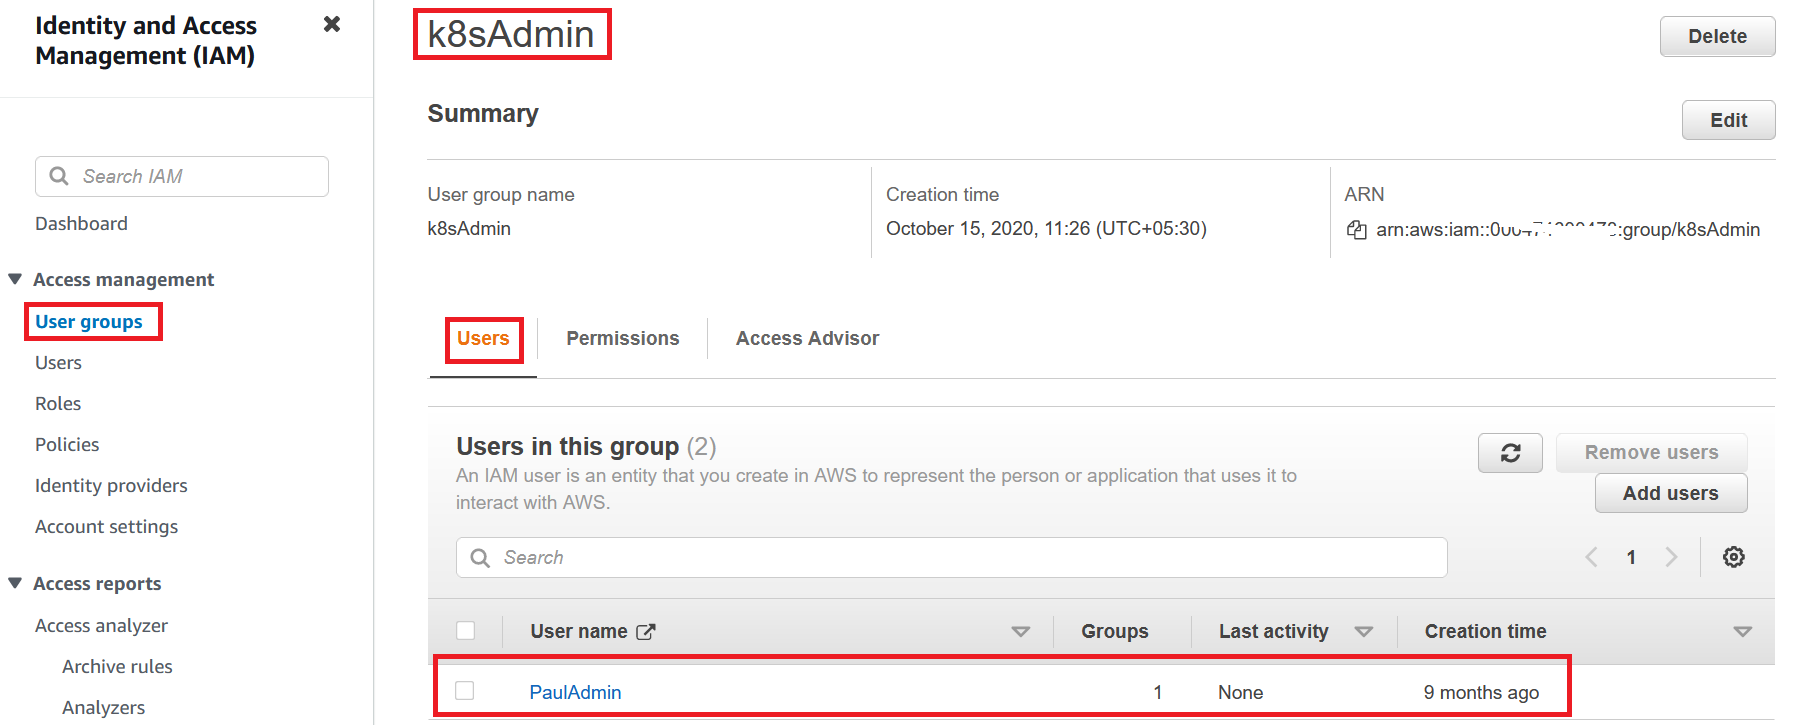 Identity and Access
Management (IAM)
Search IAM
Dashboard
Access management
User groups
Users
Roles
Policies
Identity providers
Account settings
Access reports
Access analyzer
Archive rules
Analyzers
k8sAdmin
Delete
Summary
Edit
User group name
k8sAdmin
Creation time
October 15, 2020, 11:26 (UTC+05:30)
ARN
arn:aws:iam:: :group/k8sAdmin
Users Permissions Access Advisor
Users in this group (2)
An IAM user is an entity that you create in AWS to represent the person or application that uses it to
interact with AWS.
Remove users
Add users
Search
1
User name Groups Last activity Creation time
PaulAdmin 1 None 9 months ago